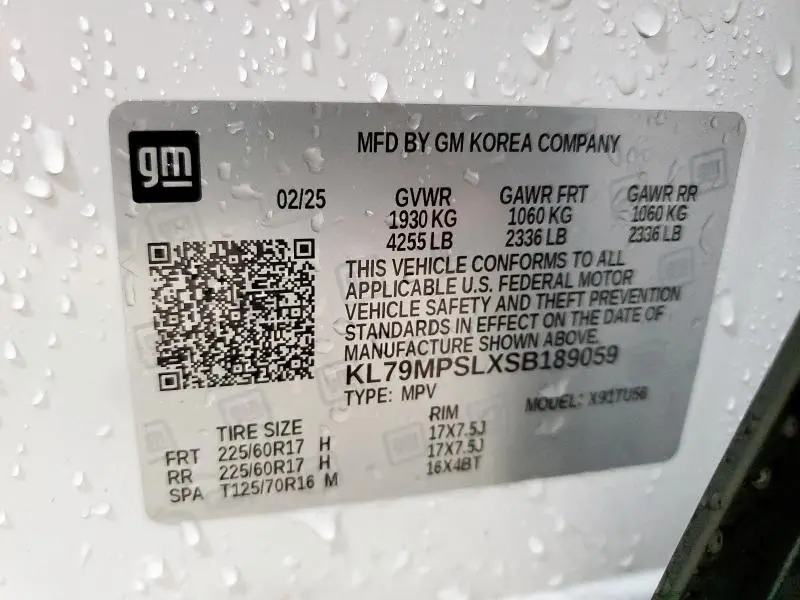 gm
MFD BY GM KOREA COMPANY
02/25 GVWR GAWR FRT GAWR RR
1930 KG 1060 KG 1060 KG
4255 LB 2336 LB 2336 LB
THIS VEHICLE CONFORMS TO ALL
APPLICABLE U.S. FEDERAL MOTOR
VEHICLE SAFETY AND THEFT PREVENTION
STANDARDS IN EFFECT ON THE DATE OF
MANUFACTURE SHOWN ABOVE.
KL79MPSLXSB189059
TYPE: MPV MODEL:
TIRE SIZE RIM
FRT 225/60R17 H 17X7.5J
RR 225/60R17 H 17X7.5J
SPA T125/70R16 M 16X4BT